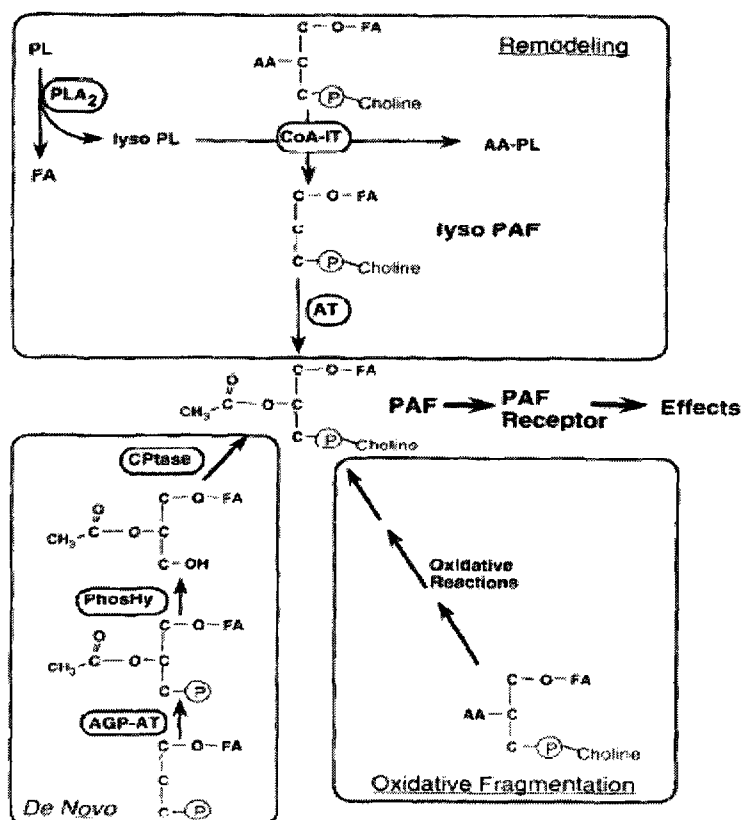 Remodeling
PL
PLA2
lyso PL
FA
C-O-FA
AA-C
C-P-Choline
CoA-IT
AA-PL
C-O-FA
C
C-P-Choline
lyso PAF
AT
C-O-FA
O
CH3-C-O-C
C-P-Choline
PAF
PAF
Receptor
Effects
CPtase
C-O-FA
O
CH3-C-O-C
C-OH
PhosHy
C-O-FA
O
CH3-C-O-C
C-P
AGP-AT
C-O-FA
C
C-P
De Novo
Oxidative
Reactions
C-O-FA
AA-C
C-P-Choline
Oxidative Fragmentation